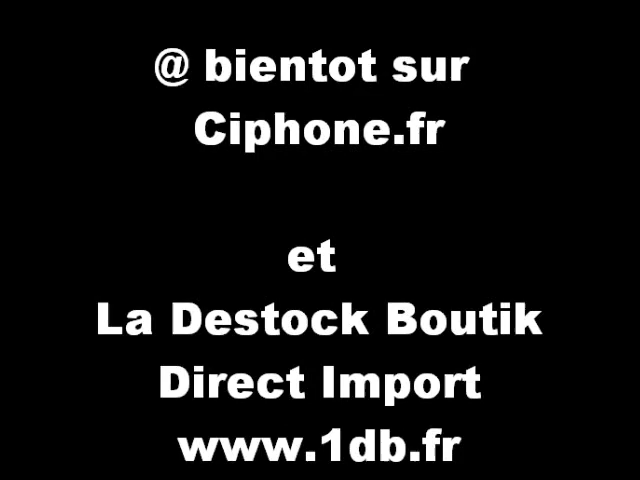 @ bientot sur
Ciphone.fr
et
La Destock Boutik
Direct Import
www.1db.fr